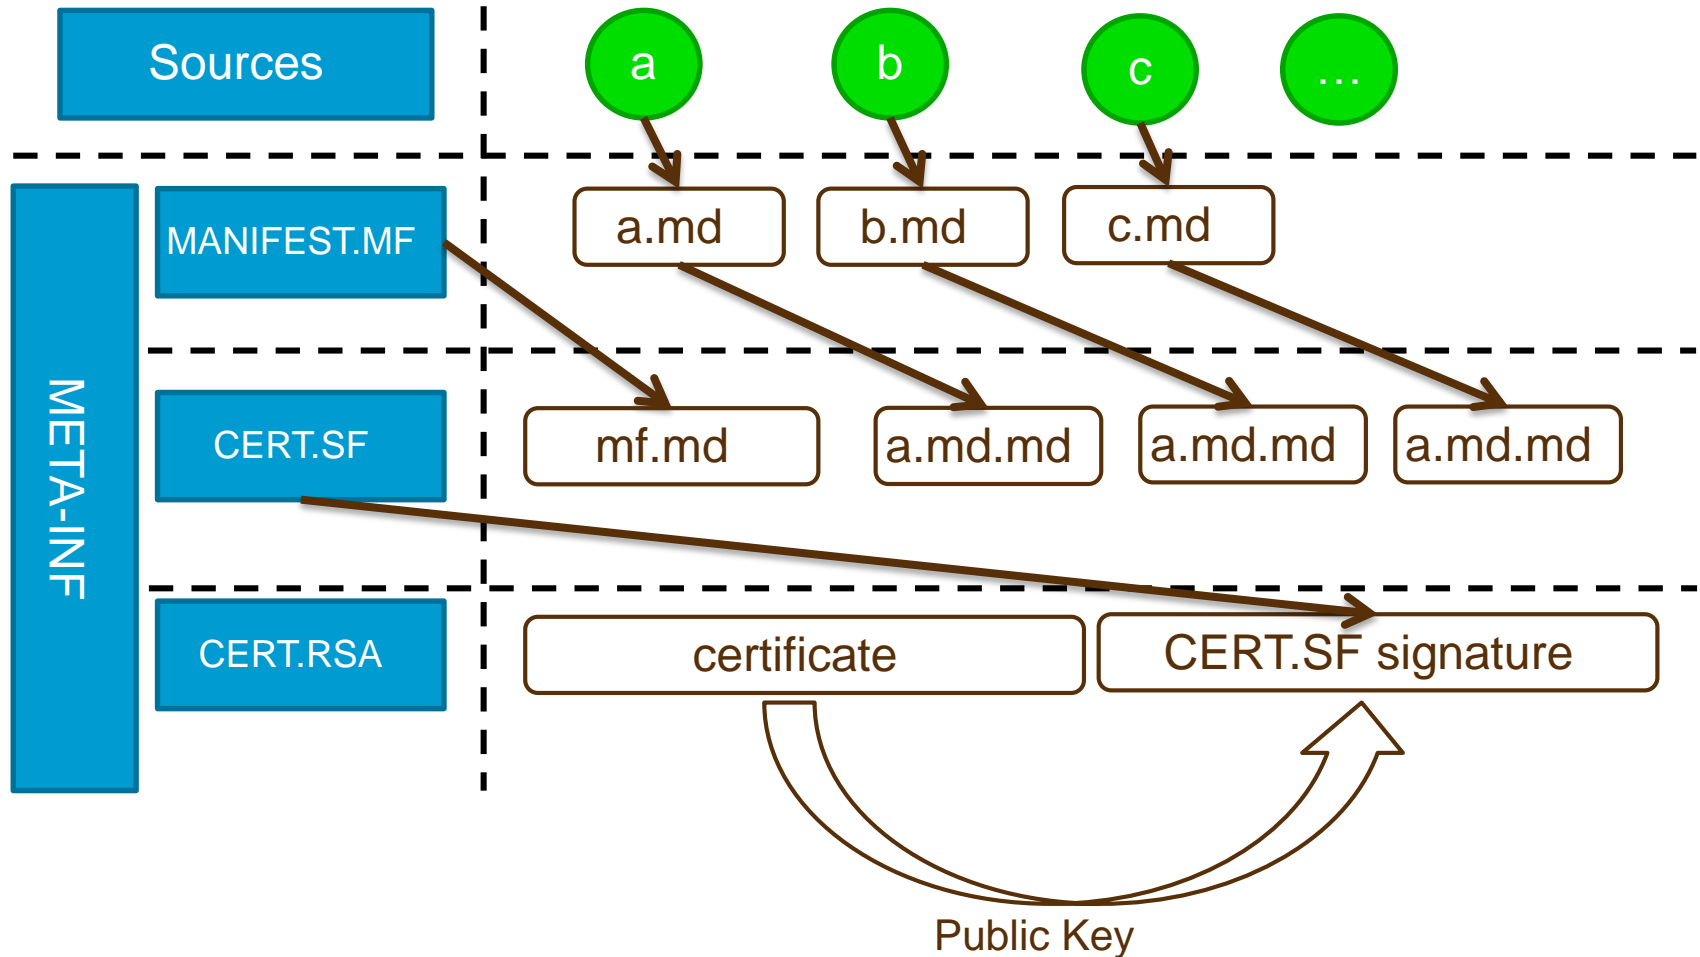 Sources
a
b
c
...
META-INF
MANIFEST.MF
a.md
b.md
c.md
CERT.SF
mf.md
a.md.md
a.md.md
a.md.md
CERT.RSA
certificate
CERT.SF signature
Public Key